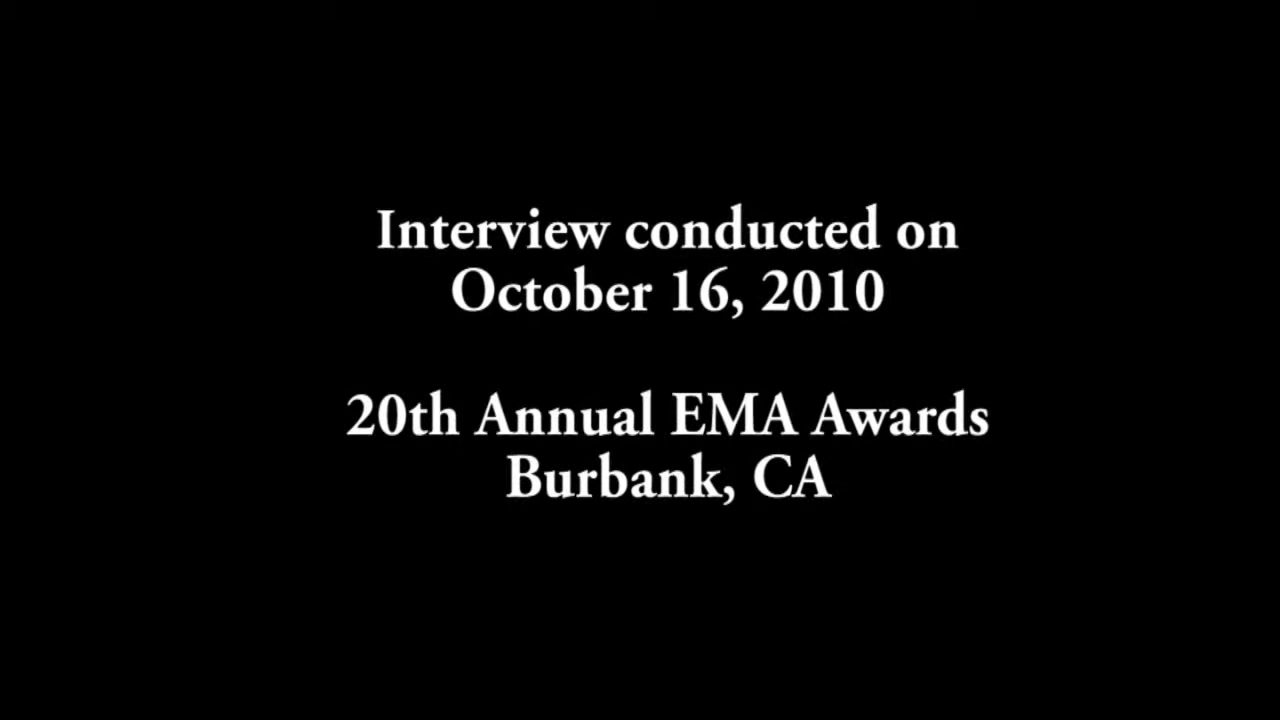 Interview conducted on
October 16, 2010
20th Annual EMA Awards
Burbank, CA